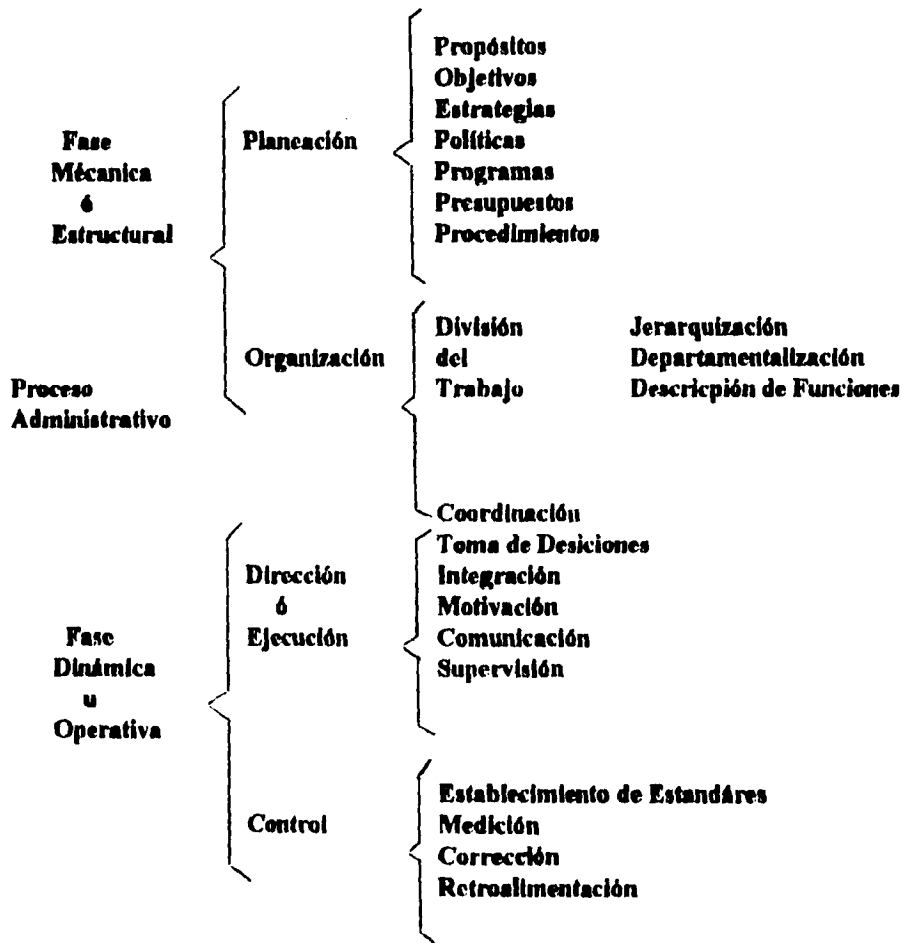 Propósitos
Objetivos
Estrategias
Fase
Planeación
Políticas
Mécanica
Programas
ó
Presupuestos
Estructural
Procedimientos
División
Jerarquización
Organización
del
Departamentalización
Proceso
Trabajo
Descricpión de Funciones
Administrativo
Coordinación
Toma de Desiciones
Dirección
Integración
ó
Motivación
Fase
Ejecución
Comunicación
Dinámica
Supervisión
u
Operativa
Establecimiento de Estandáres
Control
Medición
Corrección
Retroalimentación